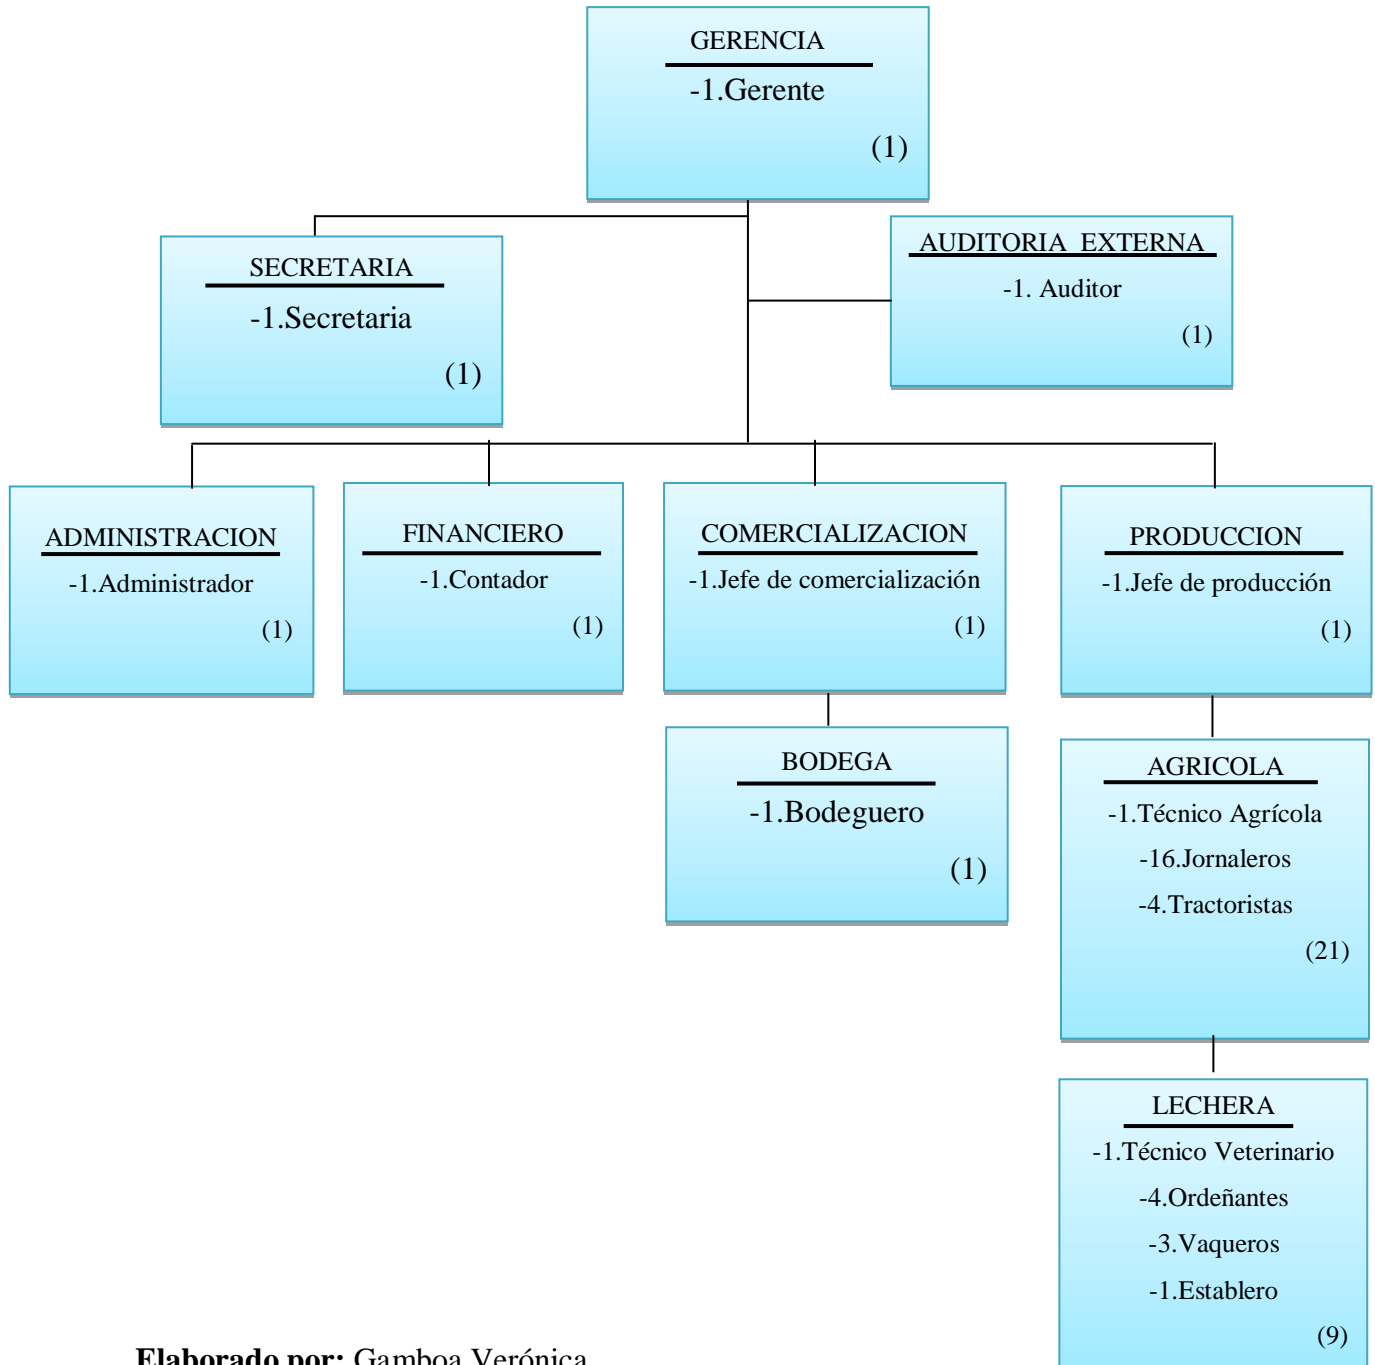 GERENCIA
-1.Gerente
(1)
SECRETARIA
-1.Secretaria
(1)
AUDITORIA EXTERNA
-1. Auditor
(1)
ADMINISTRACION
-1.Administrador
(1)
FINANCIERO
-1.Contador
(1)
COMERCIALIZACION
-1.Jefe de comercialización
(1)
PRODUCCION
-1.Jefe de producción
(1)
BODEGA
-1.Bodeguero
(1)
AGRICOLA
-1.Técnico Agrícola
-16.Jornaleros
-4.Tractoristas
(21)
LECHERA
-1.Técnico Veterinario
-4.Ordeñantes
-3.Vaqueros
-1.Establero
(9)
Elaborado por: Gamboa Verónica